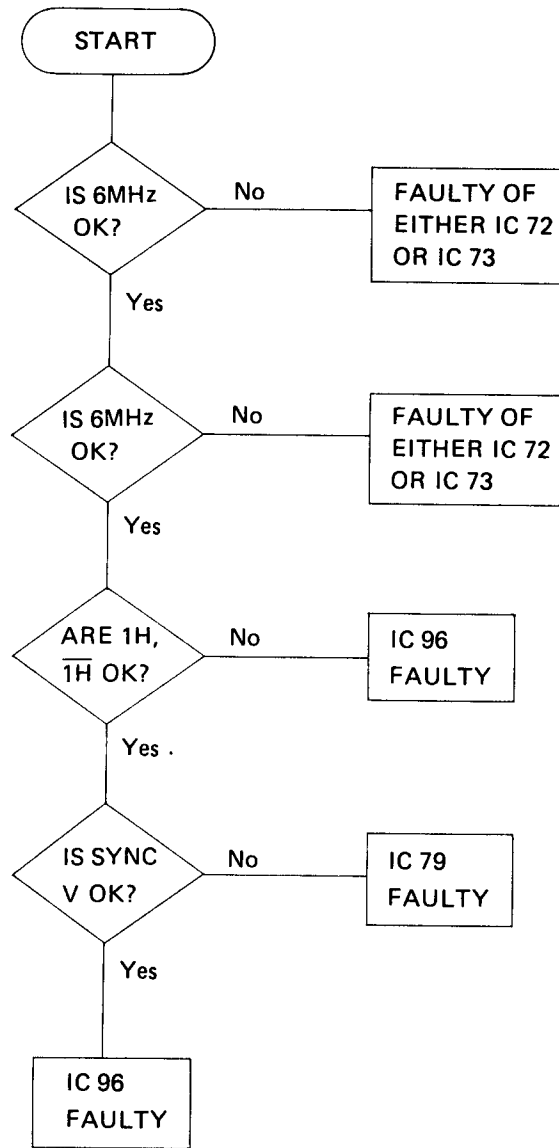 START
IS 6MHz
OK?
No
FAULTY OF
EITHER IC 72
OR IC 73
Yes
IS 6MHz
OK?
No
FAULTY OF
EITHER IC 72
OR IC 73
Yes
ARE 1H,
1̅H̅ OK?
No
IC 96
FAULTY
Yes .
IS SYNC
V OK?
No
IC 79
FAULTY
Yes
IC 96
FAULTY